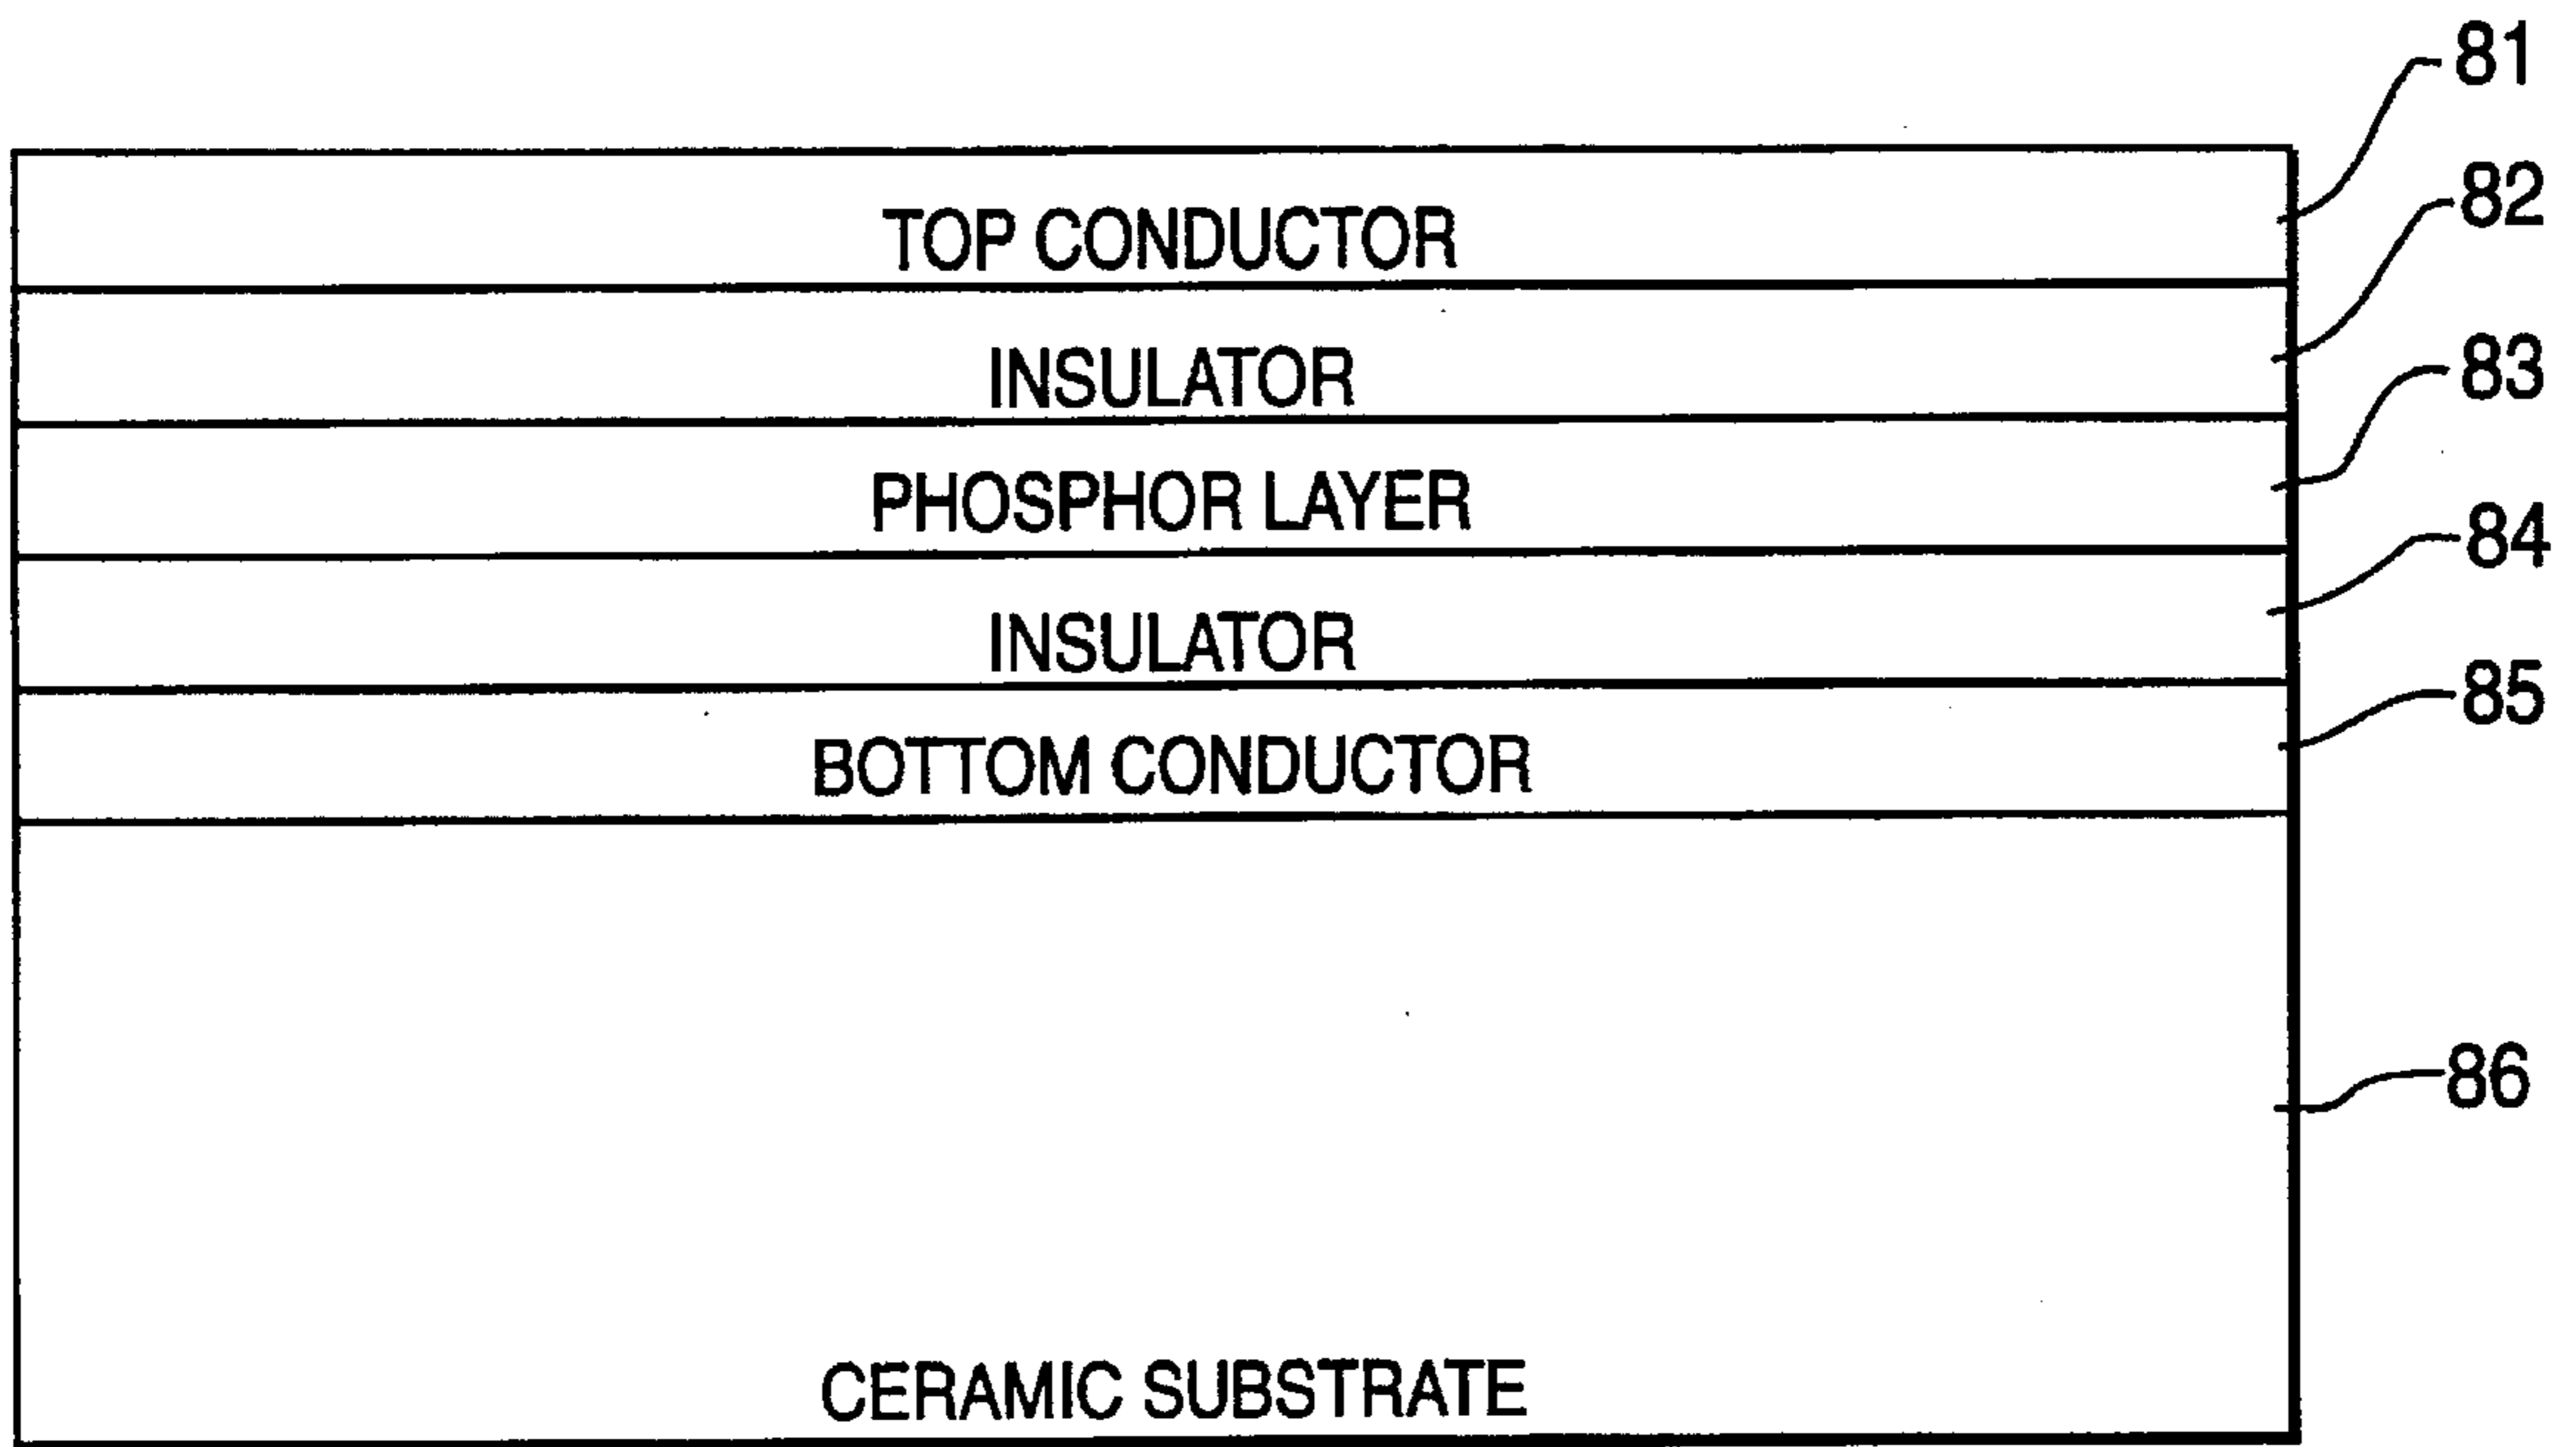 81
TOP CONDUCTOR
82
INSULATOR
83
PHOSPHOR LAYER
84
INSULATOR
85
BOTTOM CONDUCTOR
86
CERAMIC SUBSTRATE